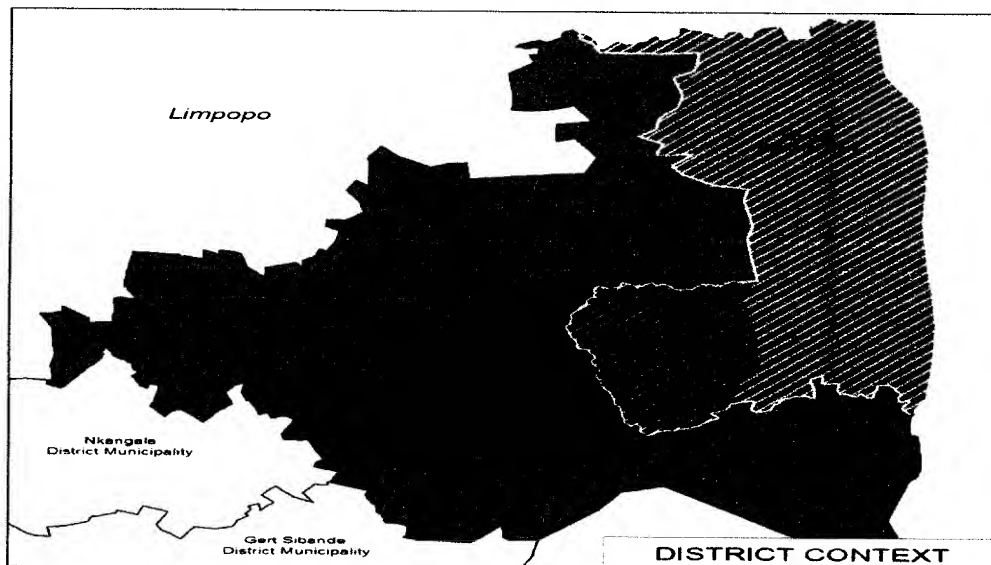 Limpopo
Nkangala
District Municipality
Gert Sibande
District Municipality
DISTRICT CONTEXT